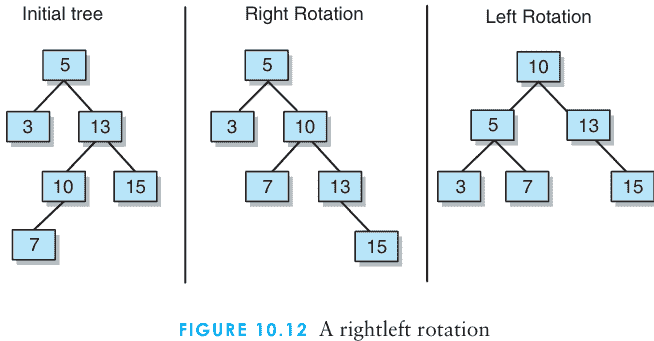 Initial tree
Right Rotation
Left Rotation
5
3 13
10 15
7
5
3 10
7 13
15
10
5 13
3 7 15
FIGURE 10.12 A rightleft rotation